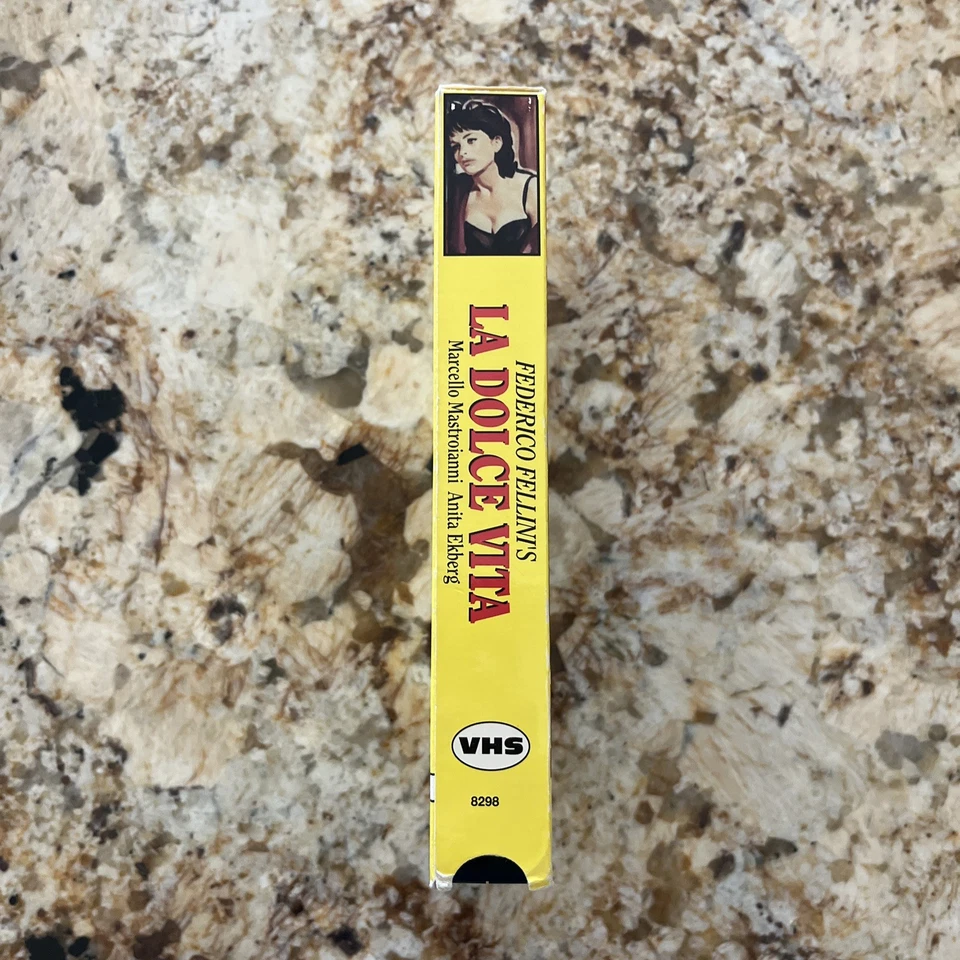 FEDERICO FELLINI'S
LA DOLCE VITA
Marcello Mastroianni Anita Ekberg
VHS
8298